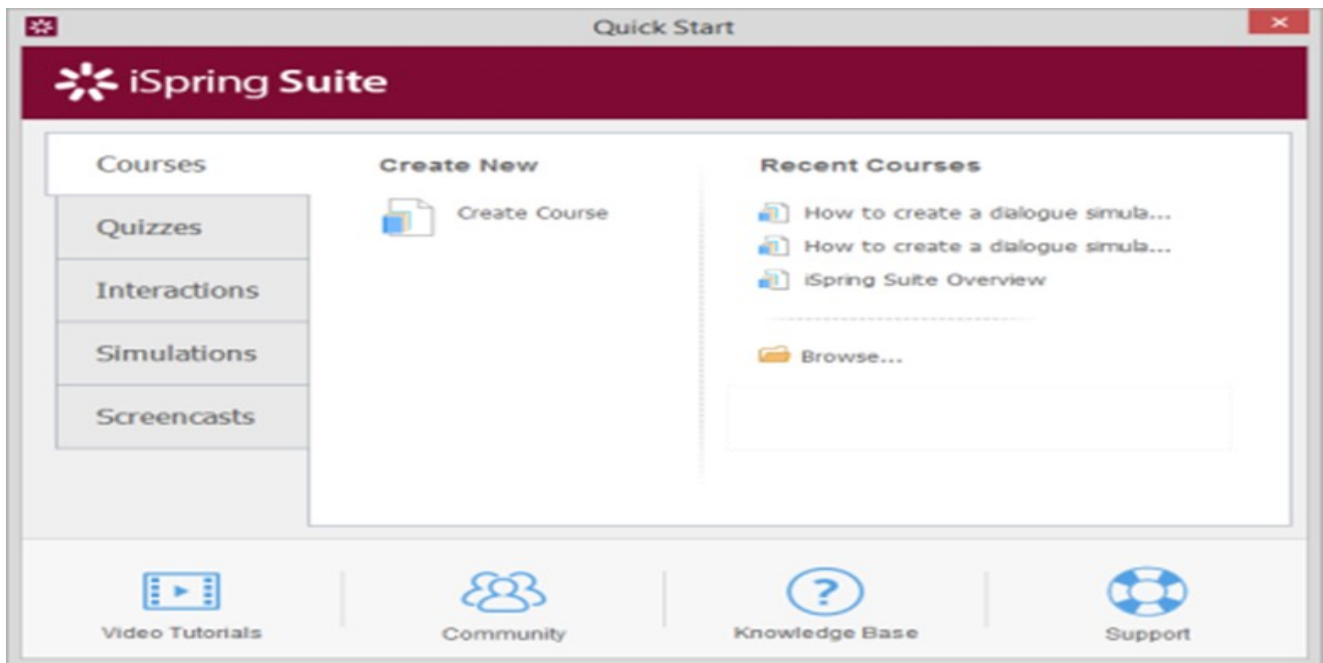 Quick Start
iSpring Suite
Courses
Quizzes
Interactions
Simulations
Screencasts
Create New
Create Course
Recent Courses
How to create a dialogue simula...
How to create a dialogue simula...
iSpring Suite Overview
Browse...
Video Tutorials
Community
Knowledge Base
Support